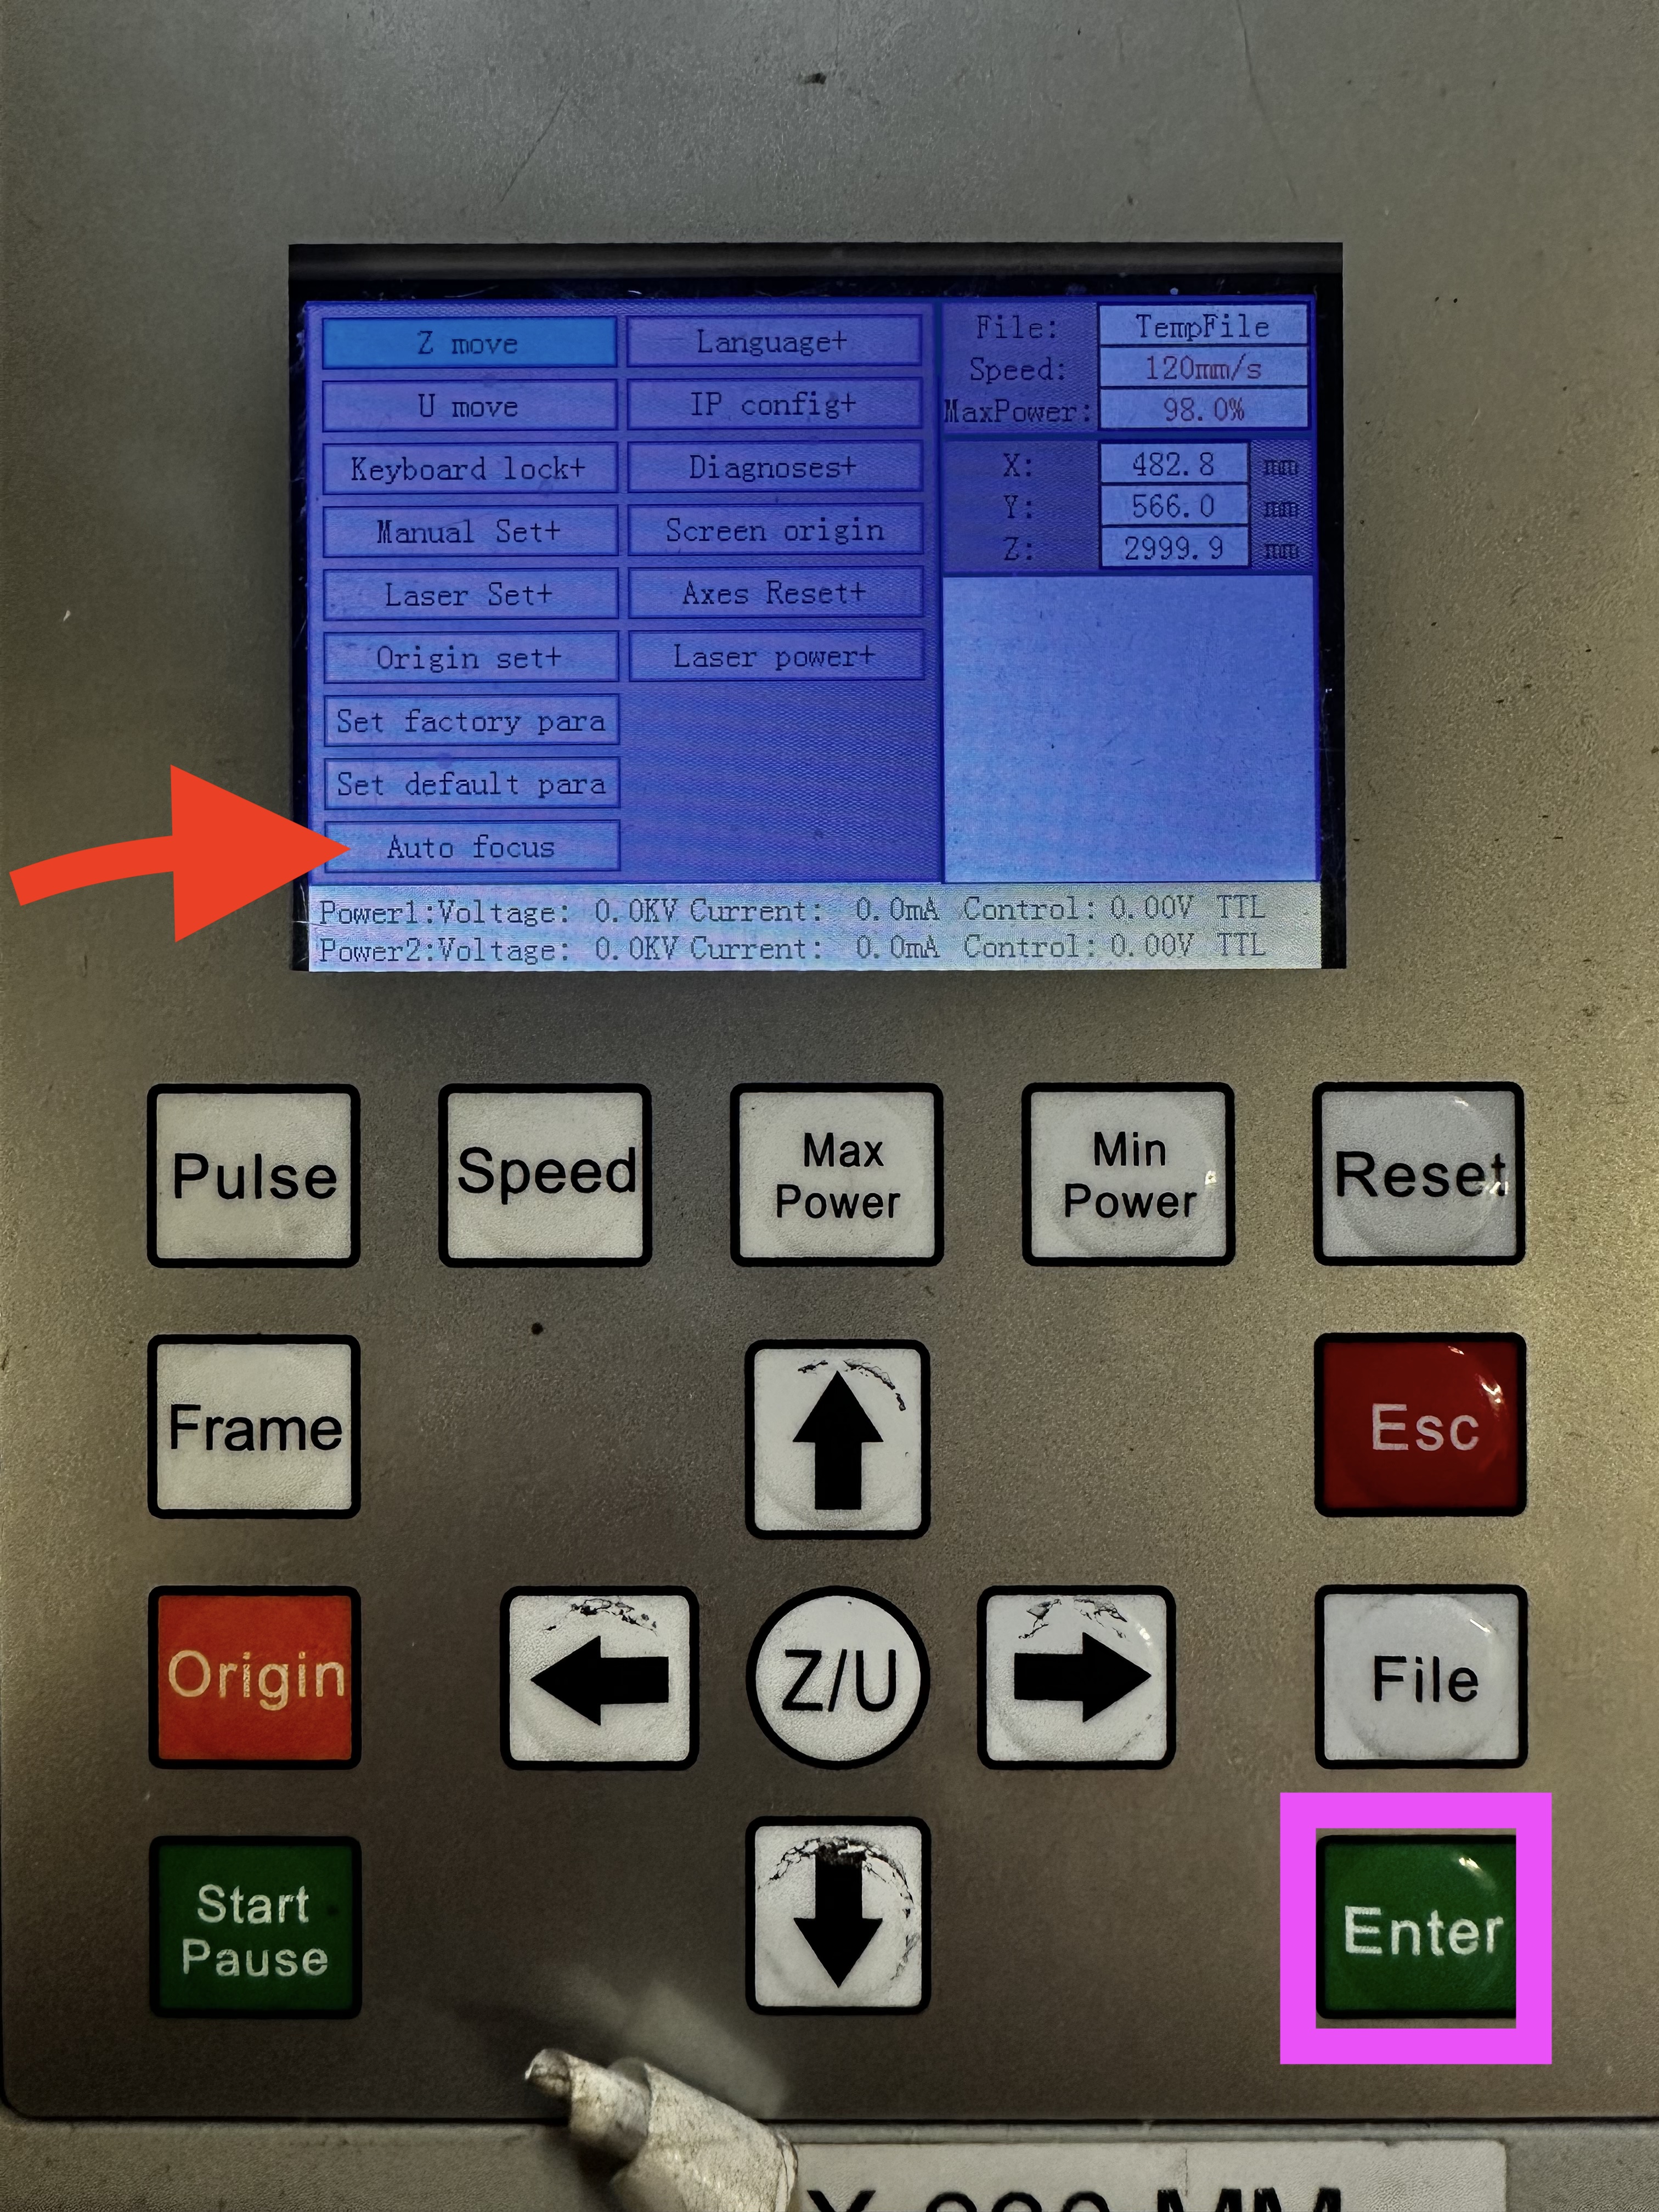 Z move
U move
Keyboard lock+
Manual Set+
Laser Set+
Origin set+
Set factory para
Set default para
Auto focus
Language+
IP config+
Diagnoses+
Screen origin
Axes Reset+
Laser power+
File: TempFile
Speed: 120mm/s
MaxPower: 98.0%
X: 482.8 mm
Y: 566.0 mm
Z: 2999.9 mm
Power1:Voltage: 0.0KV Current: 0.0mA Control: 0.00V TTL
Power2:Voltage: 0.0KV Current: 0.0mA Control: 0.00V TTL
Pulse
Speed
Max
Power
Min
Power
Reset
Frame
Esc
Origin
Z/U
File
Start
Pause
Enter
MM